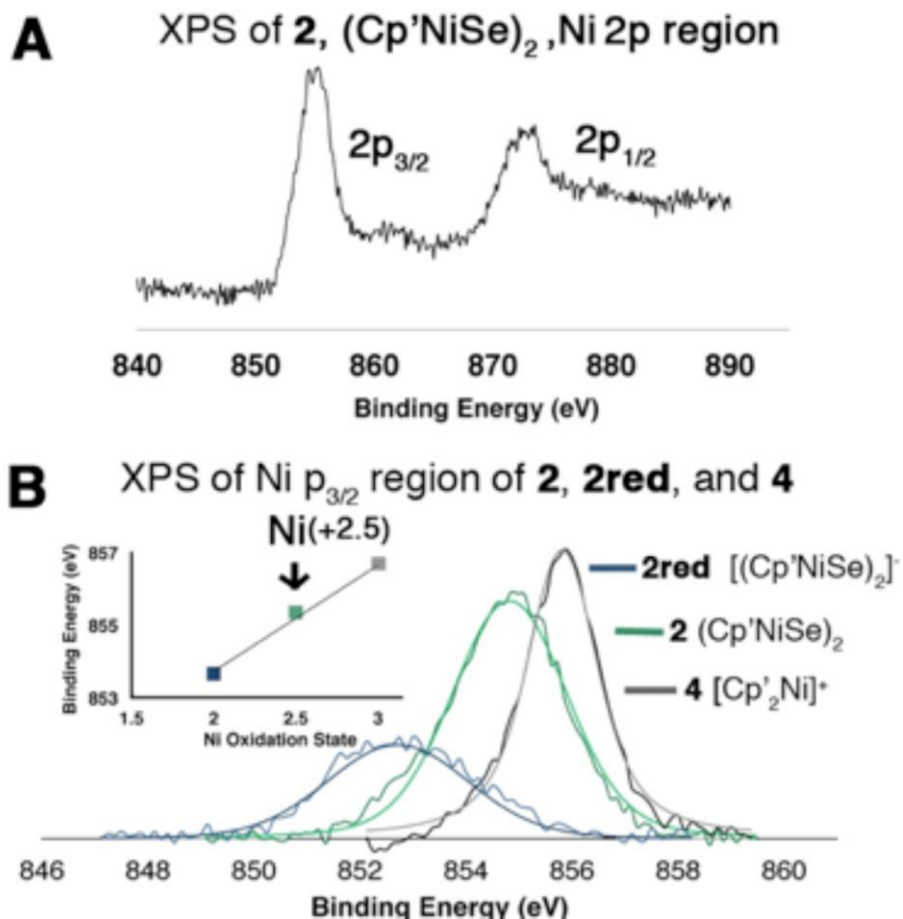 A
XPS of 2, (Cp'NiSe)2 ,Ni 2p region
2p3/2
2p1/2
840 850 860 870 880 890
Binding Energy (eV)
B
XPS of Ni p3/2 region of 2, 2red, and 4
Ni(+2.5)
857
855
853
Binding Energy (eV)
1.5 2 2.5 3
Ni Oxidation State
2red [(Cp'NiSe)2]-
2 (Cp'NiSe)2
4 [Cp'2Ni]+
846 848 850 852 854 856 858 860
Binding Energy (eV)